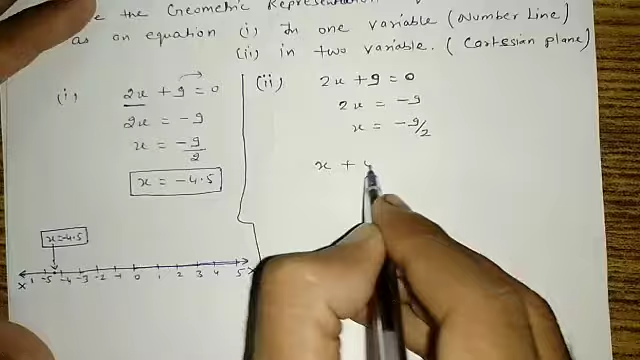 the Geometric Representation
as an equation (i) In one variable (Number Line)
(ii) in two variable. (Cartesian plane)
(i) 2x + 9 = 0
2x = -9
x = -9/2
x = -4.5
x=-4.5
-5 -4 -3 -2 -1 0 1 2 3 4 5
(ii) 2x + 9 = 0
2x = -9
x = -9/2
x +